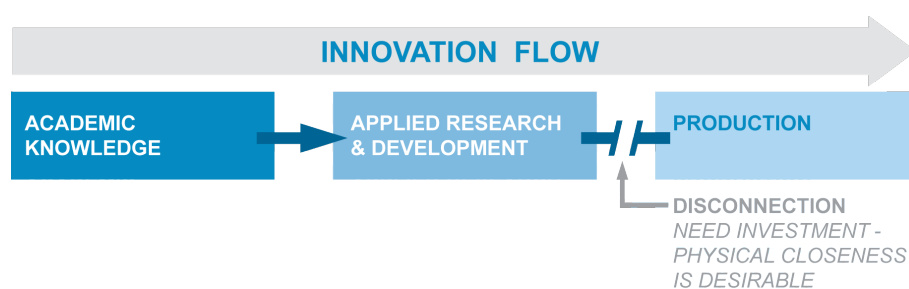 INNOVATION FLOW
ACADEMIC
KNOWLEDGE
APPLIED RESEARCH
& DEVELOPMENT
PRODUCTION
DISCONNECTION
NEED INVESTMENT -
PHYSICAL CLOSENESS
IS DESIRABLE